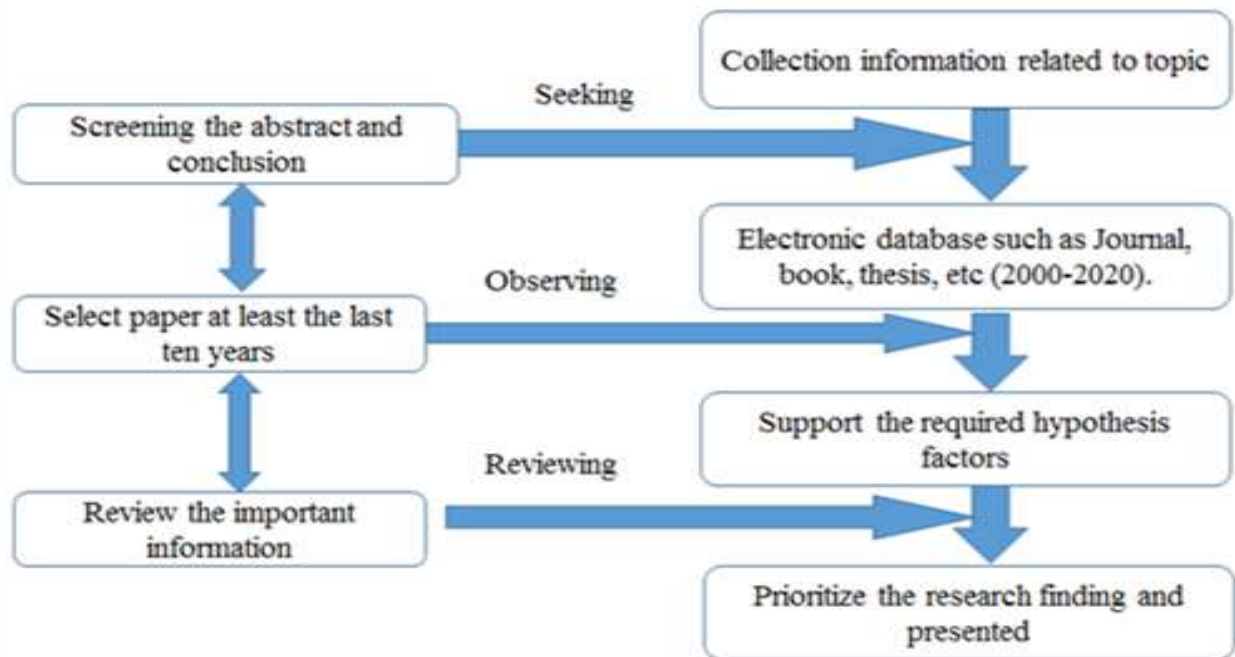 Collection information related to topic
Seeking
Screening the abstract and
conclusion
Electronic database such as Journal,
book, thesis, etc (2000-2020).
Observing
Select paper at least the last
ten years
Support the required hypothesis
factors
Reviewing
Review the important
information
Prioritize the research finding and
presented